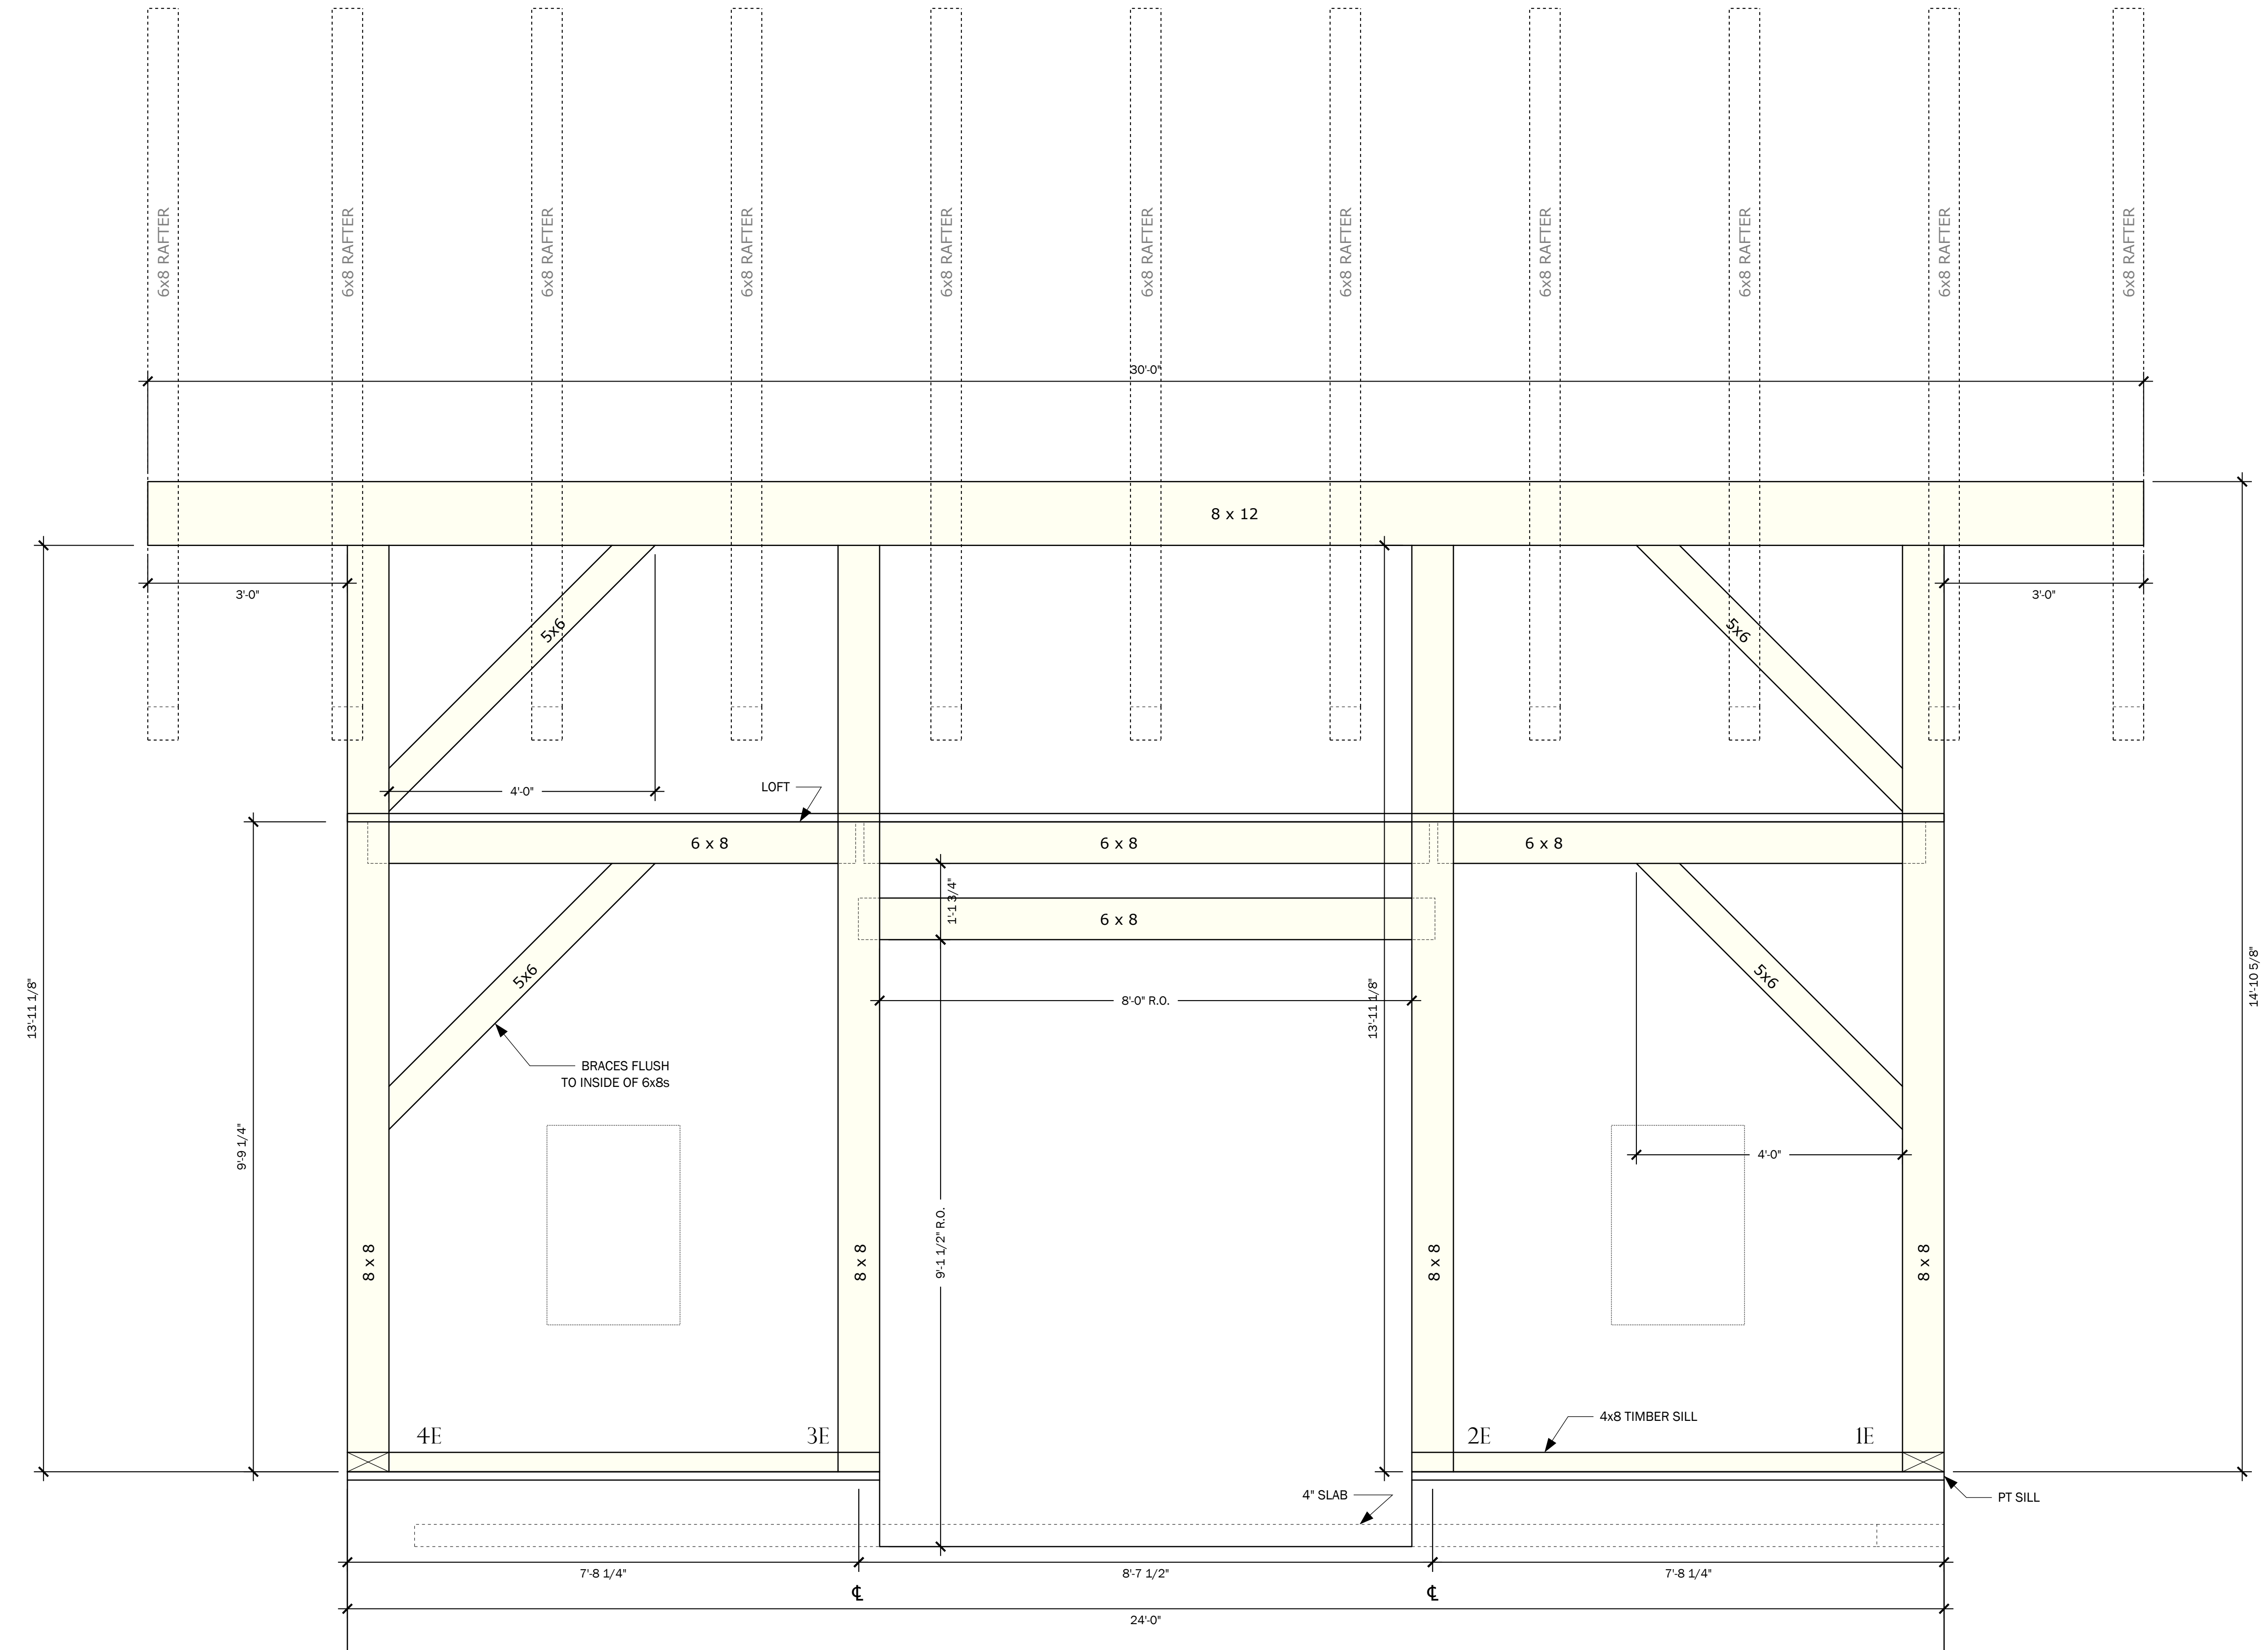 6x8 RAFTER
6x8 RAFTER
6x8 RAFTER
6x8 RAFTER
6x8 RAFTER
6x8 RAFTER
6x8 RAFTER
6x8 RAFTER
6x8 RAFTER
6x8 RAFTER
6x8 RAFTER
30'-0"
8 x 12
3'-0"
3'-0"
5x6
5x6
4'-0"
LOFT
6 x 8
6 x 8
6 x 8
1'-1 3/4"
6 x 8
13'-11 1/8"
5x6
8'-0" R.O.
13'-11 1/8"
5x6
14'-10 5/8"
BRACES FLUSH
TO INSIDE OF 6x8s
9'-9 1/4"
4'-0"
9'-1 1/2" R.O.
8 x 8
8 x 8
8 x 8
8 x 8
4E
3E
2E
4x8 TIMBER SILL
1E
4" SLAB
PT SILL
7'-8 1/4"
8'-7 1/2"
7'-8 1/4"
℄
℄
24'-0"